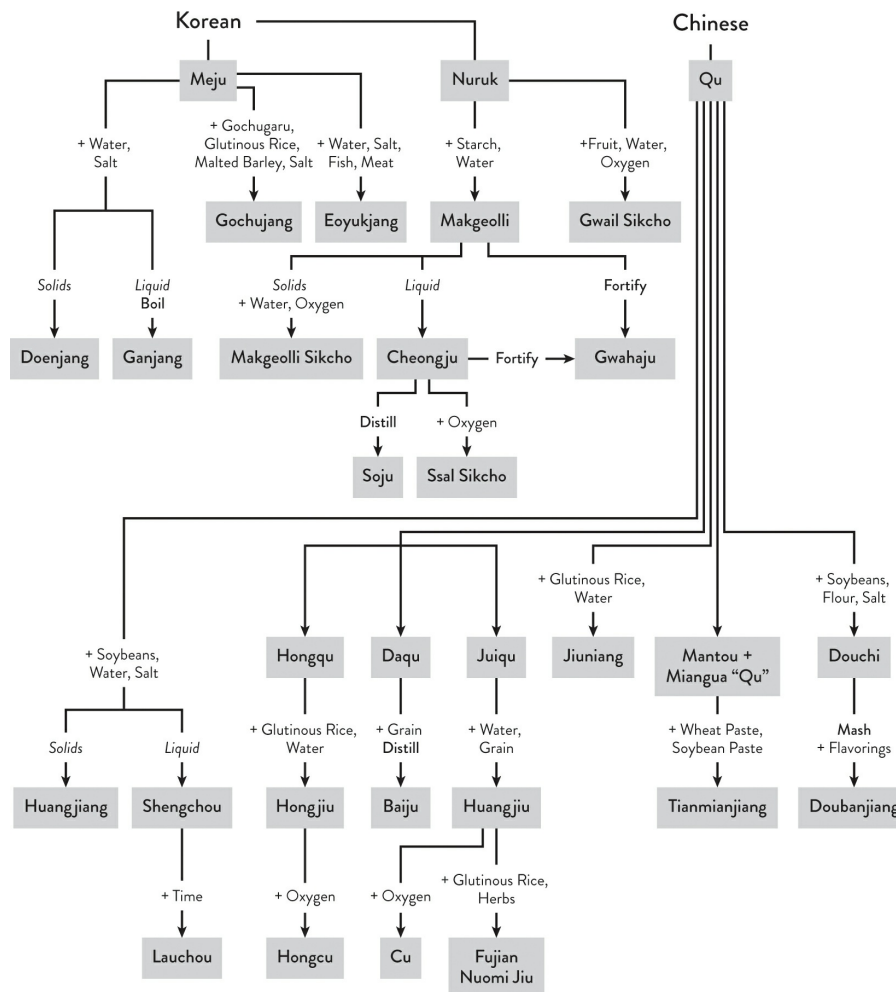 Korean
Chinese
Meju
Nuruk
Qu
+ Water,
Salt
+ Gochugaru,
Glutinous Rice,
Malted Barley, Salt
+ Water, Salt,
Fish, Meat
+ Starch,
Water
+Fruit, Water,
Oxygen
Gochujang
Eoyukjang
Makgeolli
Gwail Sikcho
Solids
Liquid
Boil
Solids
+ Water, Oxygen
Liquid
Fortify
Doenjang
Ganjang
Makgeolli Sikcho
Cheongju
Fortify
Gwahaju
Distill
+ Oxygen
Soju
Ssal Sikcho
+ Glutinous Rice,
Water
+ Soybeans,
Flour, Salt
+ Soybeans,
Water, Salt
Hongqu
Daqu
Juiqu
Jiuniang
Mantou +
Miangua “Qu”
Douchi
Solids
Liquid
+ Glutinous Rice,
Water
+ Grain
Distill
+ Water,
Grain
+ Wheat Paste,
Soybean Paste
Mash
+ Flavorings
Huangjiang
Shengchou
Hongjiu
Baiju
Huangjiu
Tianmianjiang
Doubanjiang
+ Time
+ Oxygen
+ Oxygen
+ Glutinous Rice,
Herbs
Lauchou
Hongcu
Cu
Fujian
Nuomi Jiu